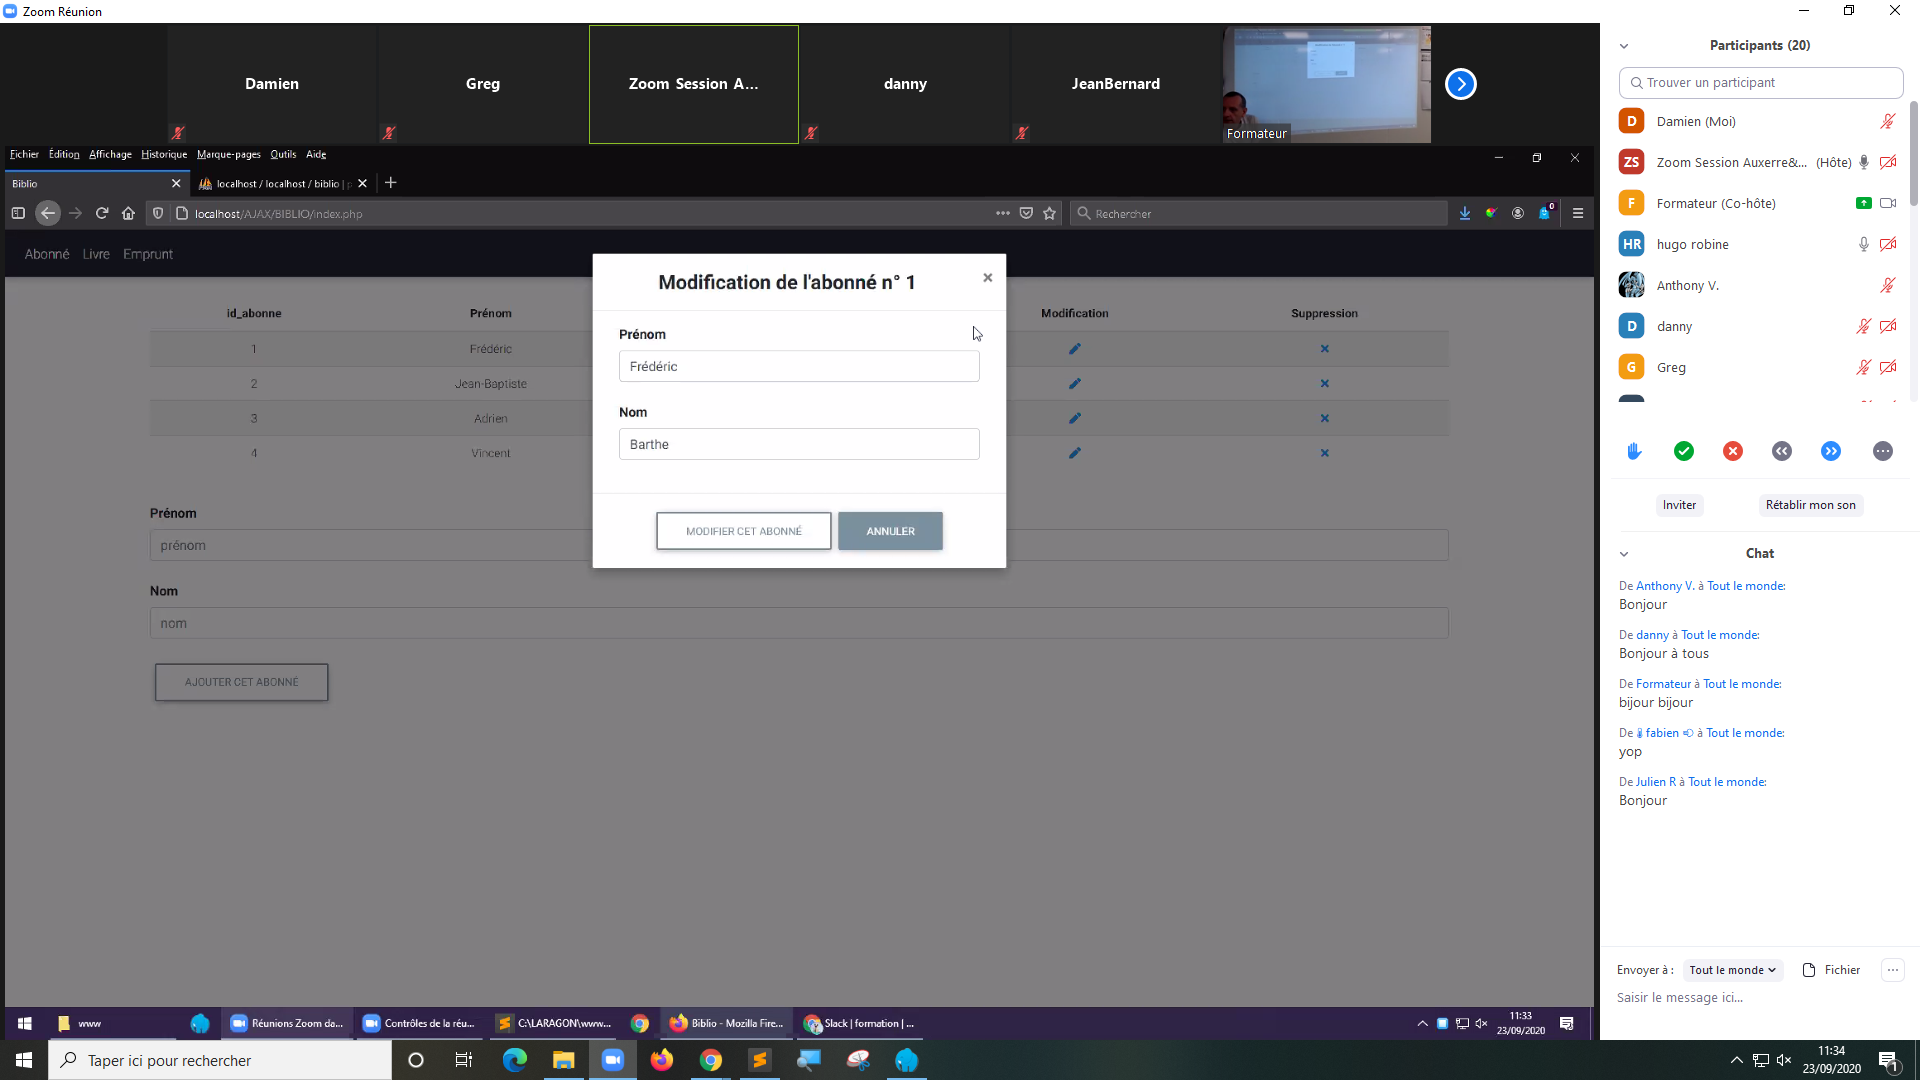 Zoom Réunion
Damien
Greg
Zoom Session A...
danny
JeanBernard
Formateur
Fichier Édition Affichage Historique Marque-pages Outils Aide
Biblio
localhost / localhost / biblio | p
localhost/AJAX/BIBLIO/index.php
Rechercher
0
Abonné Livre Emprunt
id_abonne Prénom Modification Suppression
1 Frédéric
2 Jean-Baptiste
3 Adrien
4 Vincent
Prénom
prénom
Nom
nom
AJOUTER CET ABONNÉ
Modification de l'abonné n° 1
×
Prénom
Frédéric
Nom
Barthe
MODIFIER CET ABONNÉ
ANNULER
www
Réunions Zoom da...
Contrôles de la réu...
C:\LARAGON\www...
Biblio - Mozilla Fire...
Slack | formation | ...
11:33
23/09/2020
Participants (20)
Trouver un participant
D Damien (Moi)
ZS Zoom Session Auxerre&... (Hôte)
F Formateur (Co-hôte)
HR hugo robine
Anthony V.
D danny
G Greg
Inviter
Rétablir mon son
Chat
De Anthony V. à Tout le monde:
Bonjour
De danny à Tout le monde:
Bonjour à tous
De Formateur à Tout le monde:
bijour bijour
De fabien à Tout le monde:
yop
De Julien R à Tout le monde:
Bonjour
Envoyer à : Tout le monde Fichier
Saisir le message ici...
Taper ici pour rechercher
11:34
23/09/2020
1